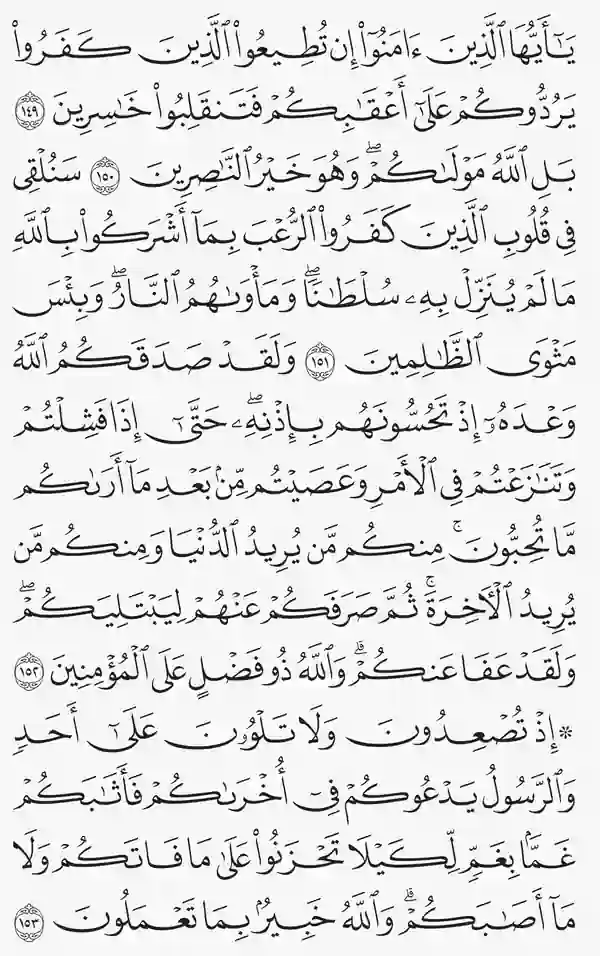 يَٰٓأَيُّهَا ٱلَّذِينَ ءَامَنُوٓا۟ إِن تُطِيعُوا۟ ٱلَّذِينَ كَفَرُوا۟
يَرُدُّوكُمْ عَلَىٰٓ أَعْقَٰبِكُمْ فَتَنقَلِبُوا۟ خَٰسِرِينَ ١٤٩
بَلِ ٱللَّهُ مَوْلَىٰكُمْ ۖ وَهُوَ خَيْرُ ٱلنَّٰصِرِينَ ١٥٠ سَنُلْقِى
فِى قُلُوبِ ٱلَّذِينَ كَفَرُوا۟ ٱلرُّعْبَ بِمَآ أَشْرَكُوا۟ بِٱللَّهِ
مَا لَمْ يُنَزِّلْ بِهِۦ سُلْطَٰنًا ۖ وَمَأْوَىٰهُمُ ٱلنَّارُ ۖ وَبِئْسَ
مَثْوَى ٱلظَّٰلِمِينَ ١٥١ وَلَقَدْ صَدَقَكُمُ ٱللَّهُ
وَعْدَهُۥٓ إِذْ تَحُسُّونَهُم بِإِذْنِهِۦ ۖ حَتَّىٰٓ إِذَا فَشِلْتُمْ
وَتَنَٰزَعْتُمْ فِى ٱلْأَمْرِ وَعَصَيْتُم مِّنۢ بَعْدِ مَآ أَرَىٰكُم
مَّا تُحِبُّونَ ۚ مِنكُم مَّن يُرِيدُ ٱلدُّنْيَا وَمِنكُم مَّن
يُرِيدُ ٱلْـَٔاخِرَةَ ۚ ثُمَّ صَرَفَكُمْ عَنْهُمْ لِيَبْتَلِيَكُمْ ۖ
وَلَقَدْ عَفَا عَنكُمْ ۗ وَٱللَّهُ ذُو فَضْلٍ عَلَى ٱلْمُؤْمِنِينَ ١٥٢
* إِذْ تُصْعِدُونَ وَلَا تَلْوُۥنَ عَلَىٰٓ أَحَدٍ
وَٱلرَّسُولُ يَدْعُوكُمْ فِىٓ أُخْرَىٰكُمْ فَأَثَٰبَكُمْ
غَمًّۢا بِغَمٍّ لِّكَيْلَا تَحْزَنُوا۟ عَلَىٰ مَا فَاتَكُمْ وَلَا
مَآ أَصَٰبَكُمْ ۗ وَٱللَّهُ خَبِيرٌۢ بِمَا تَعْمَلُونَ ١٥٣